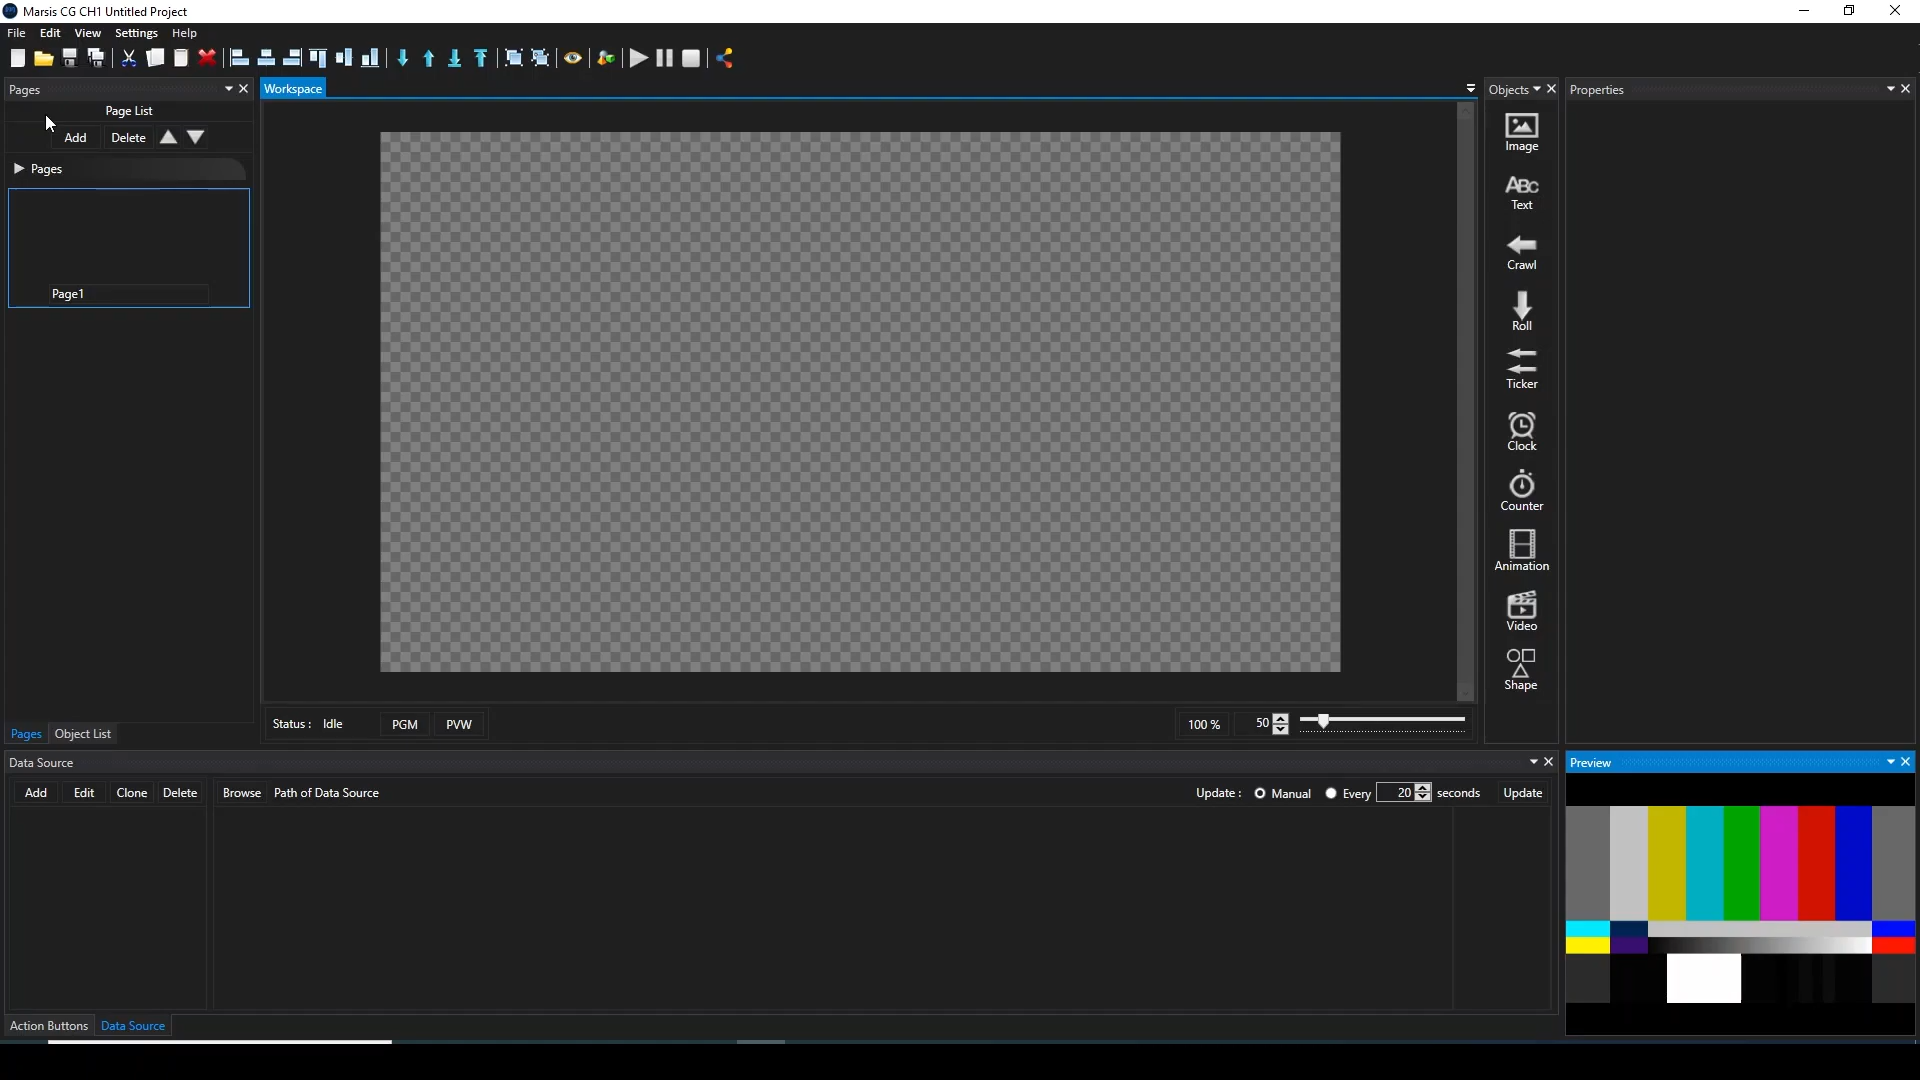 Marsis CG CH1 Untitled Project
File Edit View Settings Help
Pages
Page List
Add Delete
Pages
Page1
Pages Object List
Workspace
Status : Idle PGM PVW 100 % 50
Objects
Image
ABC
Text
Crawl
Roll
Ticker
Clock
Counter
Animation
Video
Shape
Properties
Data Source
Add Edit Clone Delete Browse Path of Data Source Update : Manual Every 20 seconds Update
Action Buttons Data Source
Preview